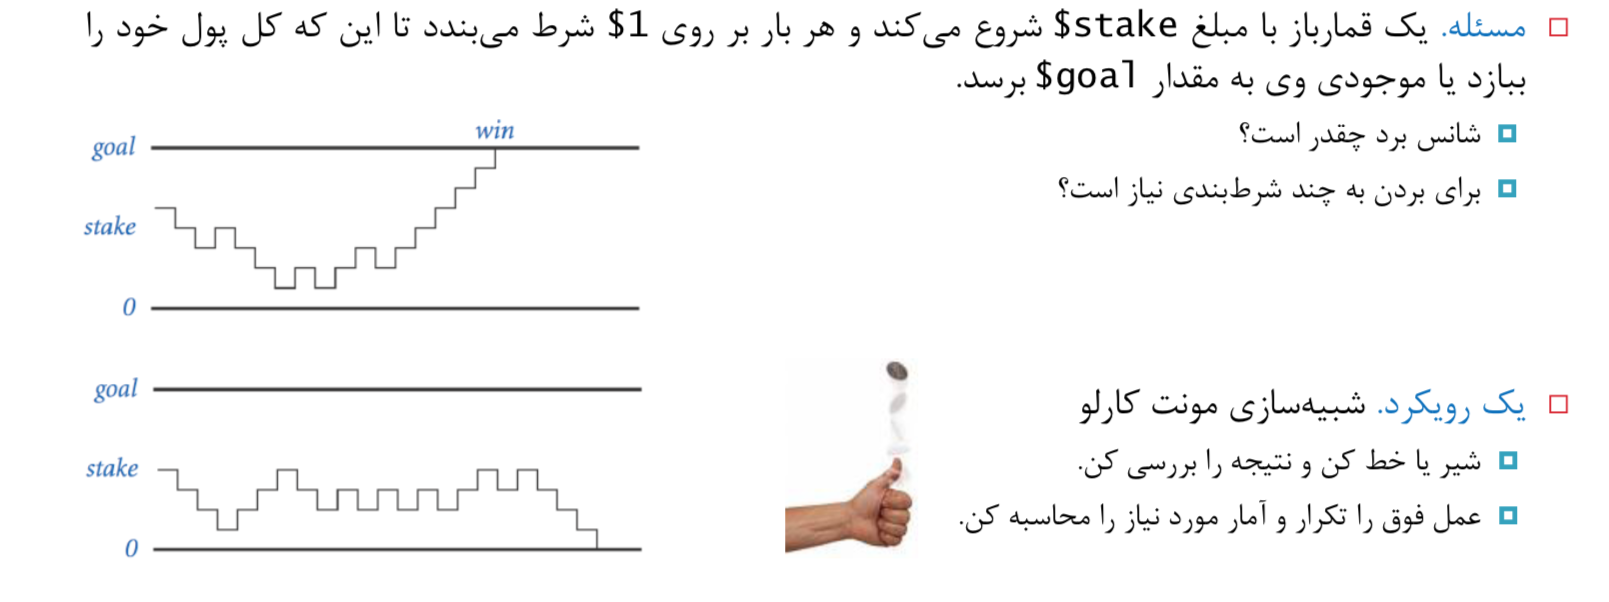 مسئله. یک قمارباز با مبلغ $stake شروع می‌کند و هر بار بر روی $1 شرط می‌بندد تا این که کل پول خود را
ببازد یا موجودی وی به مقدار $goal برسد.
شانس برد چقدر است؟
برای بردن به چند شرط‌بندی نیاز است؟
win
goal
stake
0
goal
stake
0
یک رویکرد. شبیه‌سازی مونت کارلو
شیر یا خط کن و نتیجه را بررسی کن.
عمل فوق را تکرار و آمار مورد نیاز را محاسبه کن.